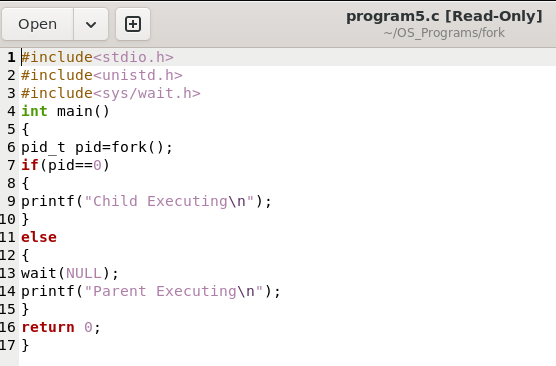 Open
program5.c [Read-Only]
~/OS_Programs/fork
1 #include<stdio.h>
2 #include<unistd.h>
3 #include<sys/wait.h>
4 int main()
5 {
6 pid_t pid=fork();
7 if(pid==0)
8 {
9 printf("Child Executing\n");
10 }
11 else
12 {
13 wait(NULL);
14 printf("Parent Executing\n");
15 }
16 return 0;
17 }